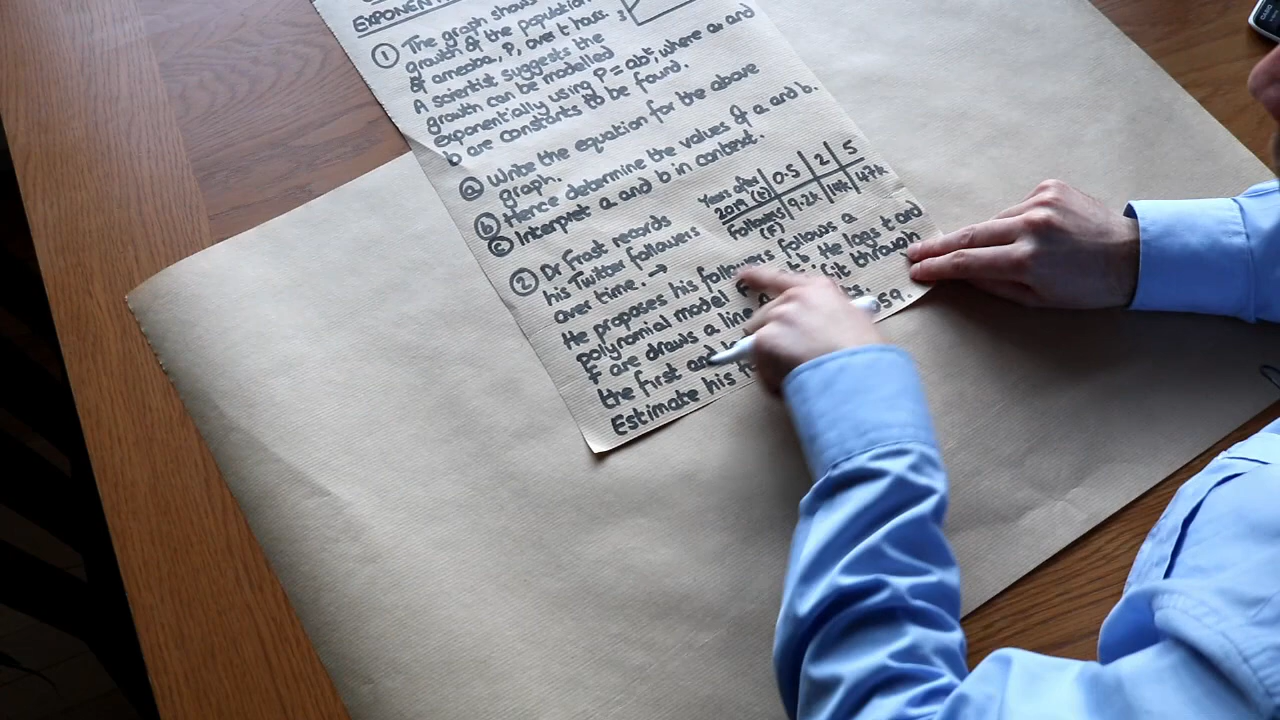 EXPONENT
① The graph shows
growth of the population
of amoeba, P, over t hours.
A scientist suggests the
growth can be modelled
exponentially using P = abᵗ, where a and
b are constants to be found.
3
ⓐ Write the equation for the above
graph.
ⓑ Hence determine the values of a and b.
ⓒ Interpret a and b in context.
② Dr Frost records
his Twitter followers
over time. →
Years after 2019 (t) | 0.5 | 2 | 5
Followers (F) | 9.2k | 14k | 47k
He proposes his followers follows a
polynomial model He logs t and
F are draws a line fit through
the first and
Estimate his 59.